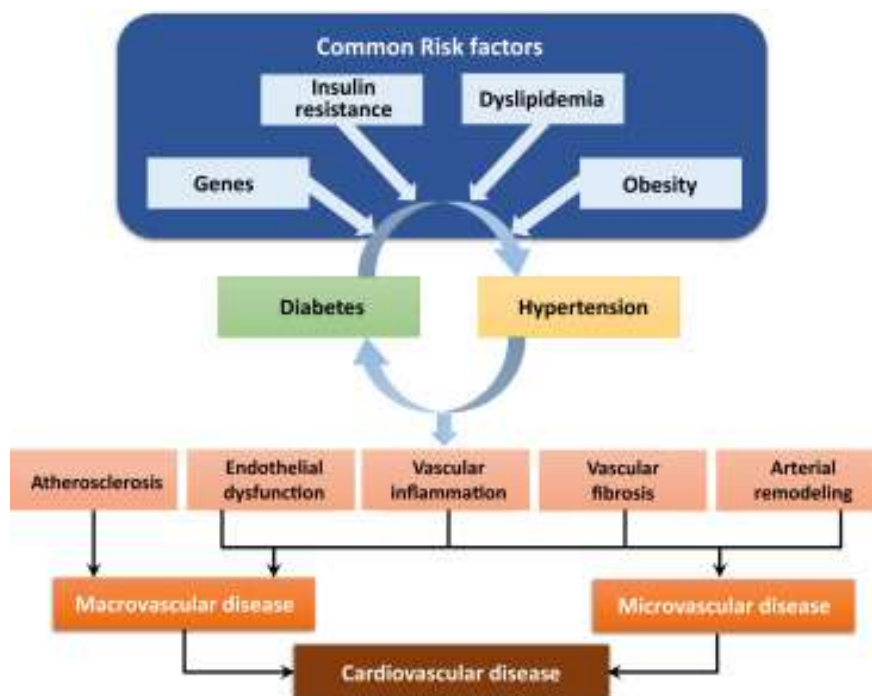 Common Risk factors
Insulin
resistance
Dyslipidemia
Genes
Obesity
Diabetes
Hypertension
Atherosclerosis
Endothelial
dysfunction
Vascular
inflammation
Vascular
fibrosis
Arterial
remodeling
Macrovascular disease
Microvascular disease
Cardiovascular disease